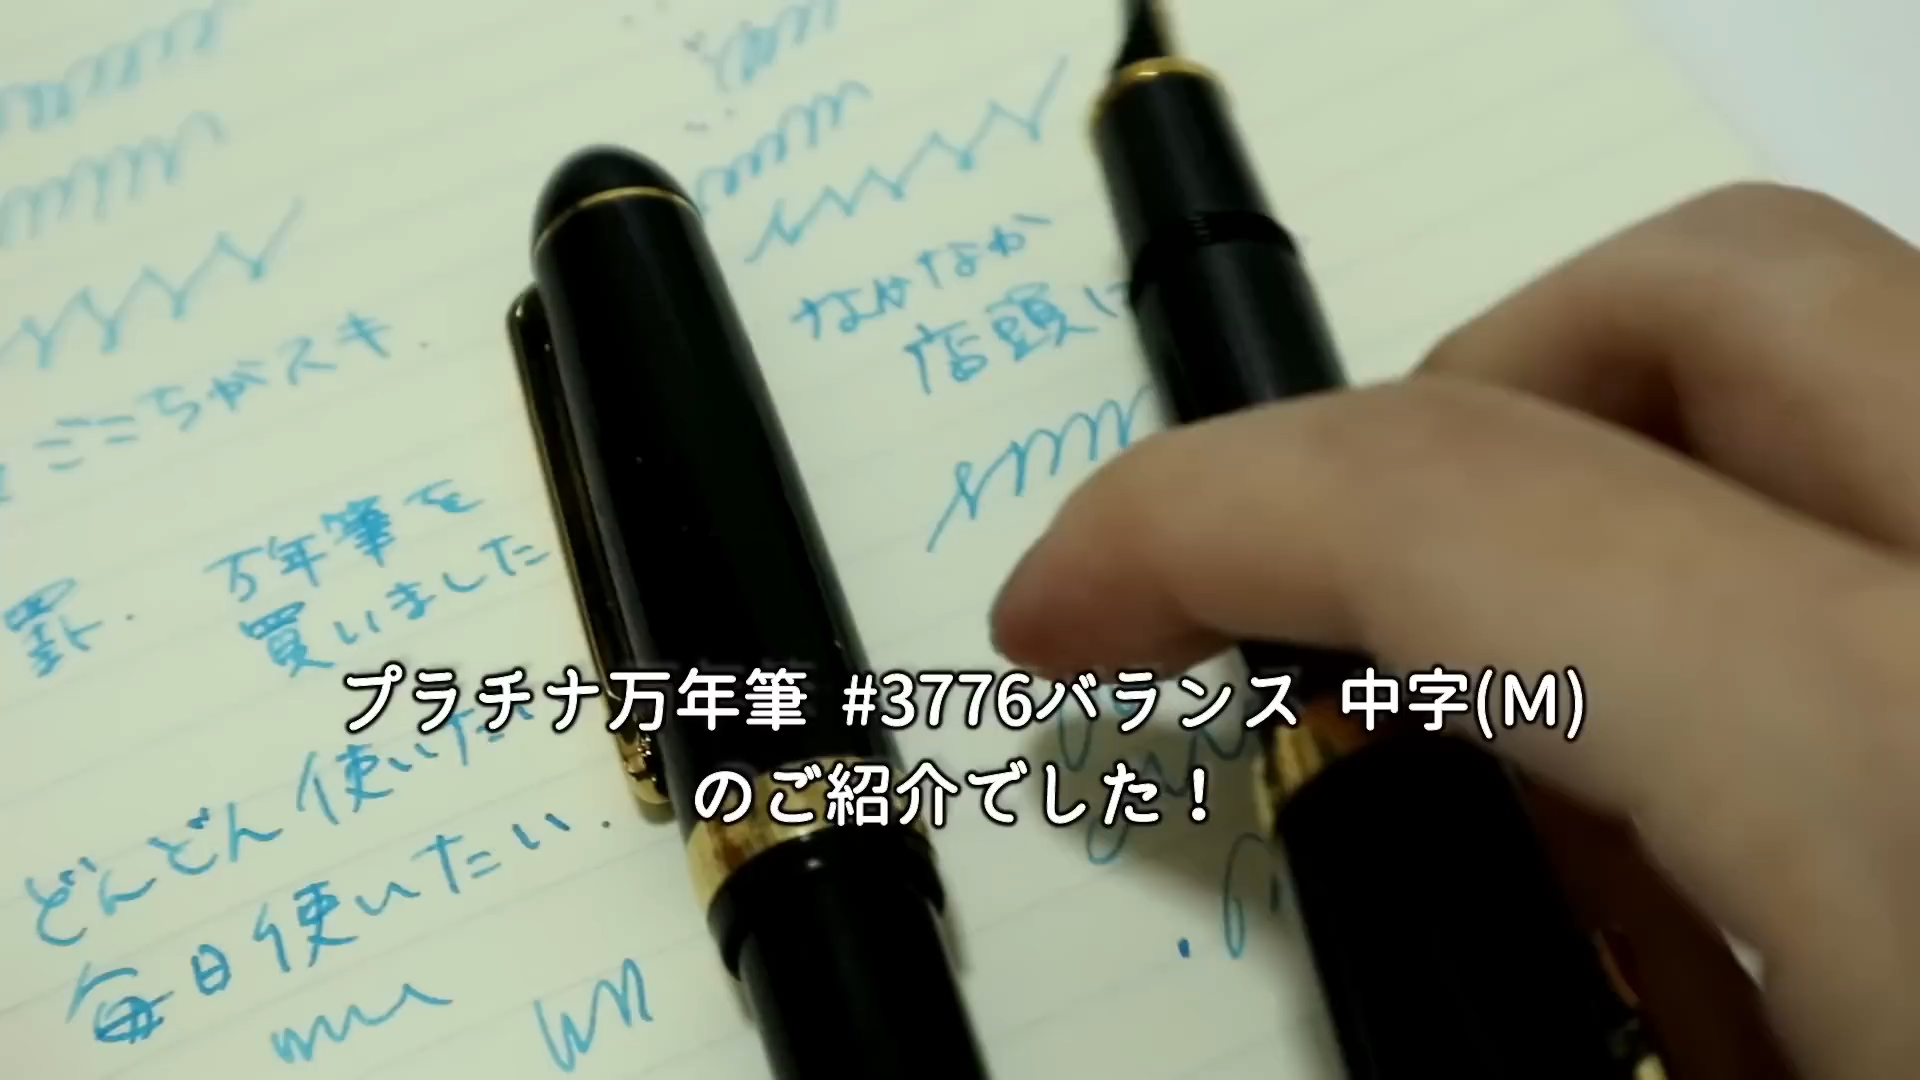 ごこちがスキ
なかなか
店頭に
万年筆を
買いました
どんどん使いたい
毎日使いたい.
プラチナ万年筆 #3776バランス 中字(M)
のご紹介でした！